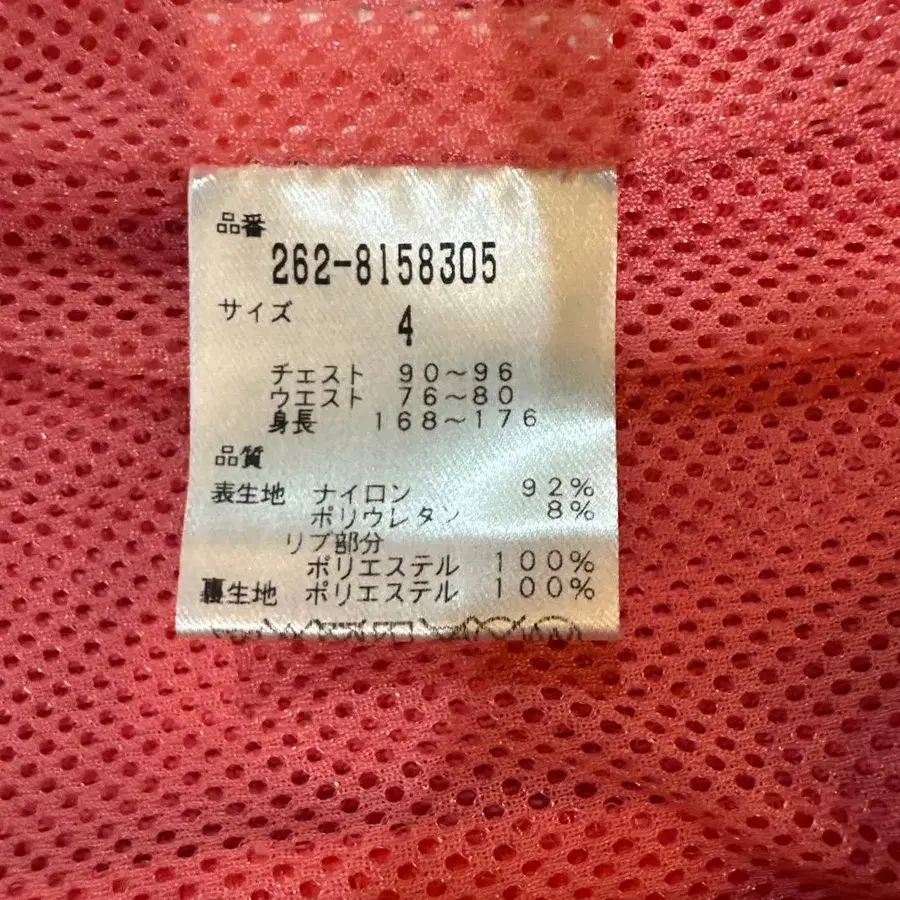 品番
262-8158305
サイズ 4
チェスト 90～96
ウエスト 76～80
身長 168～176
品質
表生地 ナイロン 92%
ポリウレタン 8%
リブ部分
ポリエステル 100%
裏生地 ポリエステル 100%